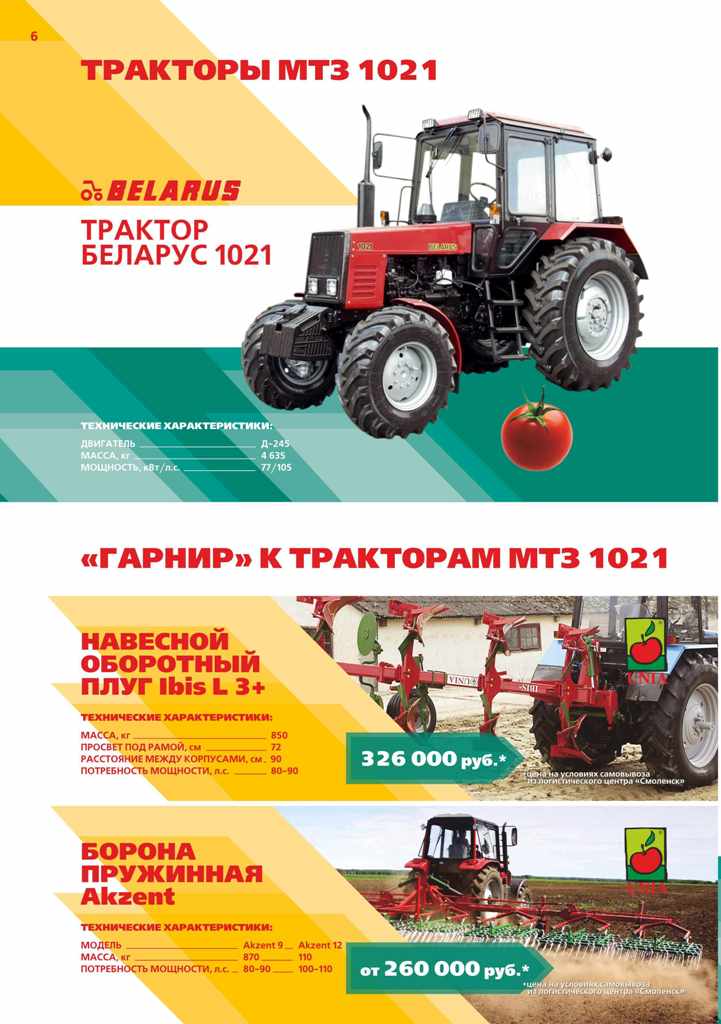 6
ТРАКТОРЫ МТЗ 1021
BELARUS
ТРАКТОР
БЕЛАРУС 1021
1021
BELARUS
ТЕХНИЧЕСКИЕ ХАРАКТЕРИСТИКИ:
ДВИГАТЕЛЬ Д-245
МАССА, кг 4 635
МОЩНОСТЬ, кВт/л.с. 77/105
«ГАРНИР» К ТРАКТОРАМ МТЗ 1021
НАВЕСНОЙ
ОБОРОТНЫЙ
ПЛУГ Ibis L 3+
ТЕХНИЧЕСКИЕ ХАРАКТЕРИСТИКИ:
МАССА, кг 850
ПРОСВЕТ ПОД РАМОЙ, см 72
РАССТОЯНИЕ МЕЖДУ КОРПУСАМИ, см. 90
ПОТРЕБНОСТЬ МОЩНОСТИ, л.с. 80-90
UNIA
IBIS
UNIA
326 000 руб.*
*цена на условиях самовывоза
из логистического центра «Смоленск»
БОРОНА
ПРУЖИННАЯ
Akzent
ТЕХНИЧЕСКИЕ ХАРАКТЕРИСТИКИ:
МОДЕЛЬ Akzent 9 Akzent 12
МАССА, кг 870 110
ПОТРЕБНОСТЬ МОЩНОСТИ, л.с. 80-90 100-110
UNIA
от 260 000 руб.*
*цена на условиях самовывоза
из логистического центра «Смоленск»